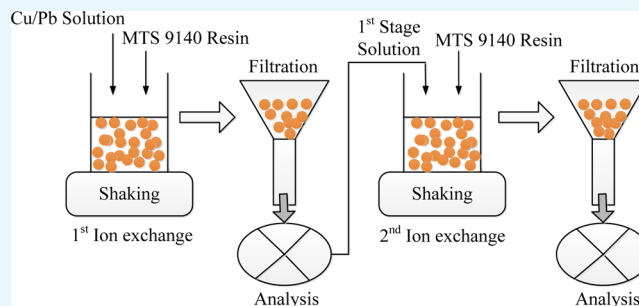 Cu/Pb Solution
MTS 9140 Resin
Filtration
Shaking
1st Ion exchange
Analysis
1st Stage
Solution
MTS 9140 Resin
Filtration
Shaking
2nd Ion exchange
Analysis